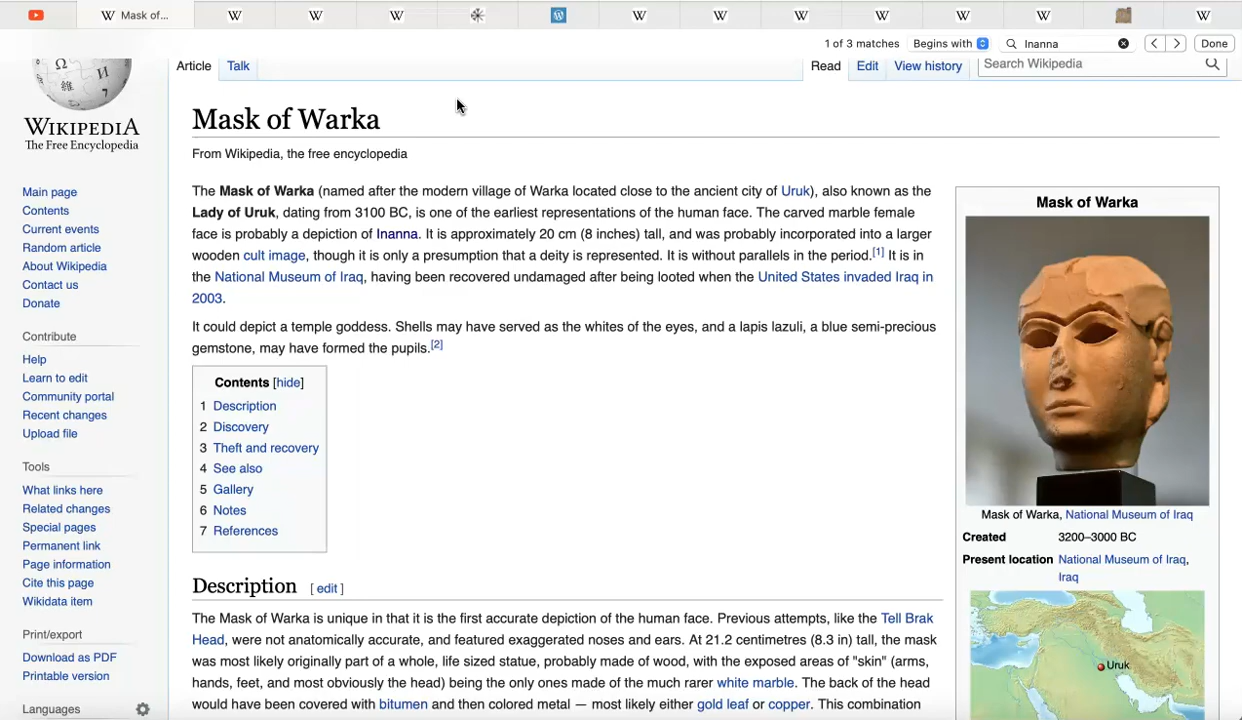 Mask of...
1 of 3 matches Begins with Inanna Done
Article Talk Read Edit View history Search Wikipedia
WIKIPEDIA
The Free Encyclopedia
Main page
Contents
Current events
Random article
About Wikipedia
Contact us
Donate
Contribute
Help
Learn to edit
Community portal
Recent changes
Upload file
Tools
What links here
Related changes
Special pages
Permanent link
Page information
Cite this page
Wikidata item
Print/export
Download as PDF
Printable version
Languages
Mask of Warka
From Wikipedia, the free encyclopedia
The Mask of Warka (named after the modern village of Warka located close to the ancient city of Uruk), also known as the
Lady of Uruk, dating from 3100 BC, is one of the earliest representations of the human face. The carved marble female
face is probably a depiction of Inanna. It is approximately 20 cm (8 inches) tall, and was probably incorporated into a larger
wooden cult image, though it is only a presumption that a deity is represented. It is without parallels in the period.[1] It is in
the National Museum of Iraq, having been recovered undamaged after being looted when the United States invaded Iraq in
2003.
It could depict a temple goddess. Shells may have served as the whites of the eyes, and a lapis lazuli, a blue semi-precious
gemstone, may have formed the pupils.[2]
Contents [hide]
1 Description
2 Discovery
3 Theft and recovery
4 See also
5 Gallery
6 Notes
7 References
Description [ edit ]
The Mask of Warka is unique in that it is the first accurate depiction of the human face. Previous attempts, like the Tell Brak
Head, were not anatomically accurate, and featured exaggerated noses and ears. At 21.2 centimetres (8.3 in) tall, the mask
was most likely originally part of a whole, life sized statue, probably made of wood, with the exposed areas of "skin" (arms,
hands, feet, and most obviously the head) being the only ones made of the much rarer white marble. The back of the head
would have been covered with bitumen and then colored metal — most likely either gold leaf or copper. This combination
Mask of Warka
Mask of Warka, National Museum of Iraq
Created 3200–3000 BC
Present location National Museum of Iraq,
Iraq
Uruk